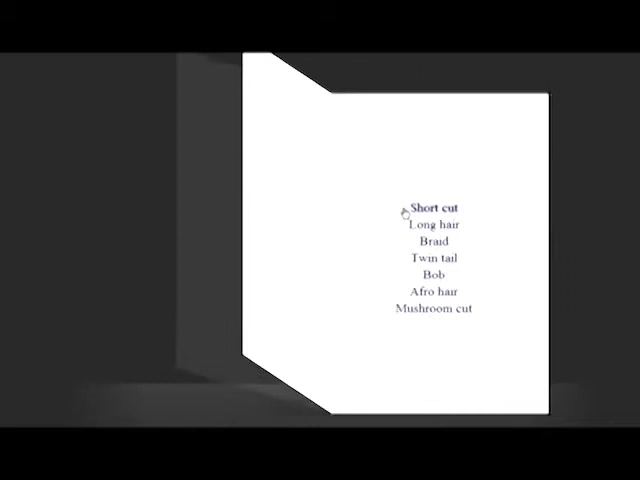 Short cut
Long hair
Braid
Twin tail
Bob
Afro hair
Mushroom cut